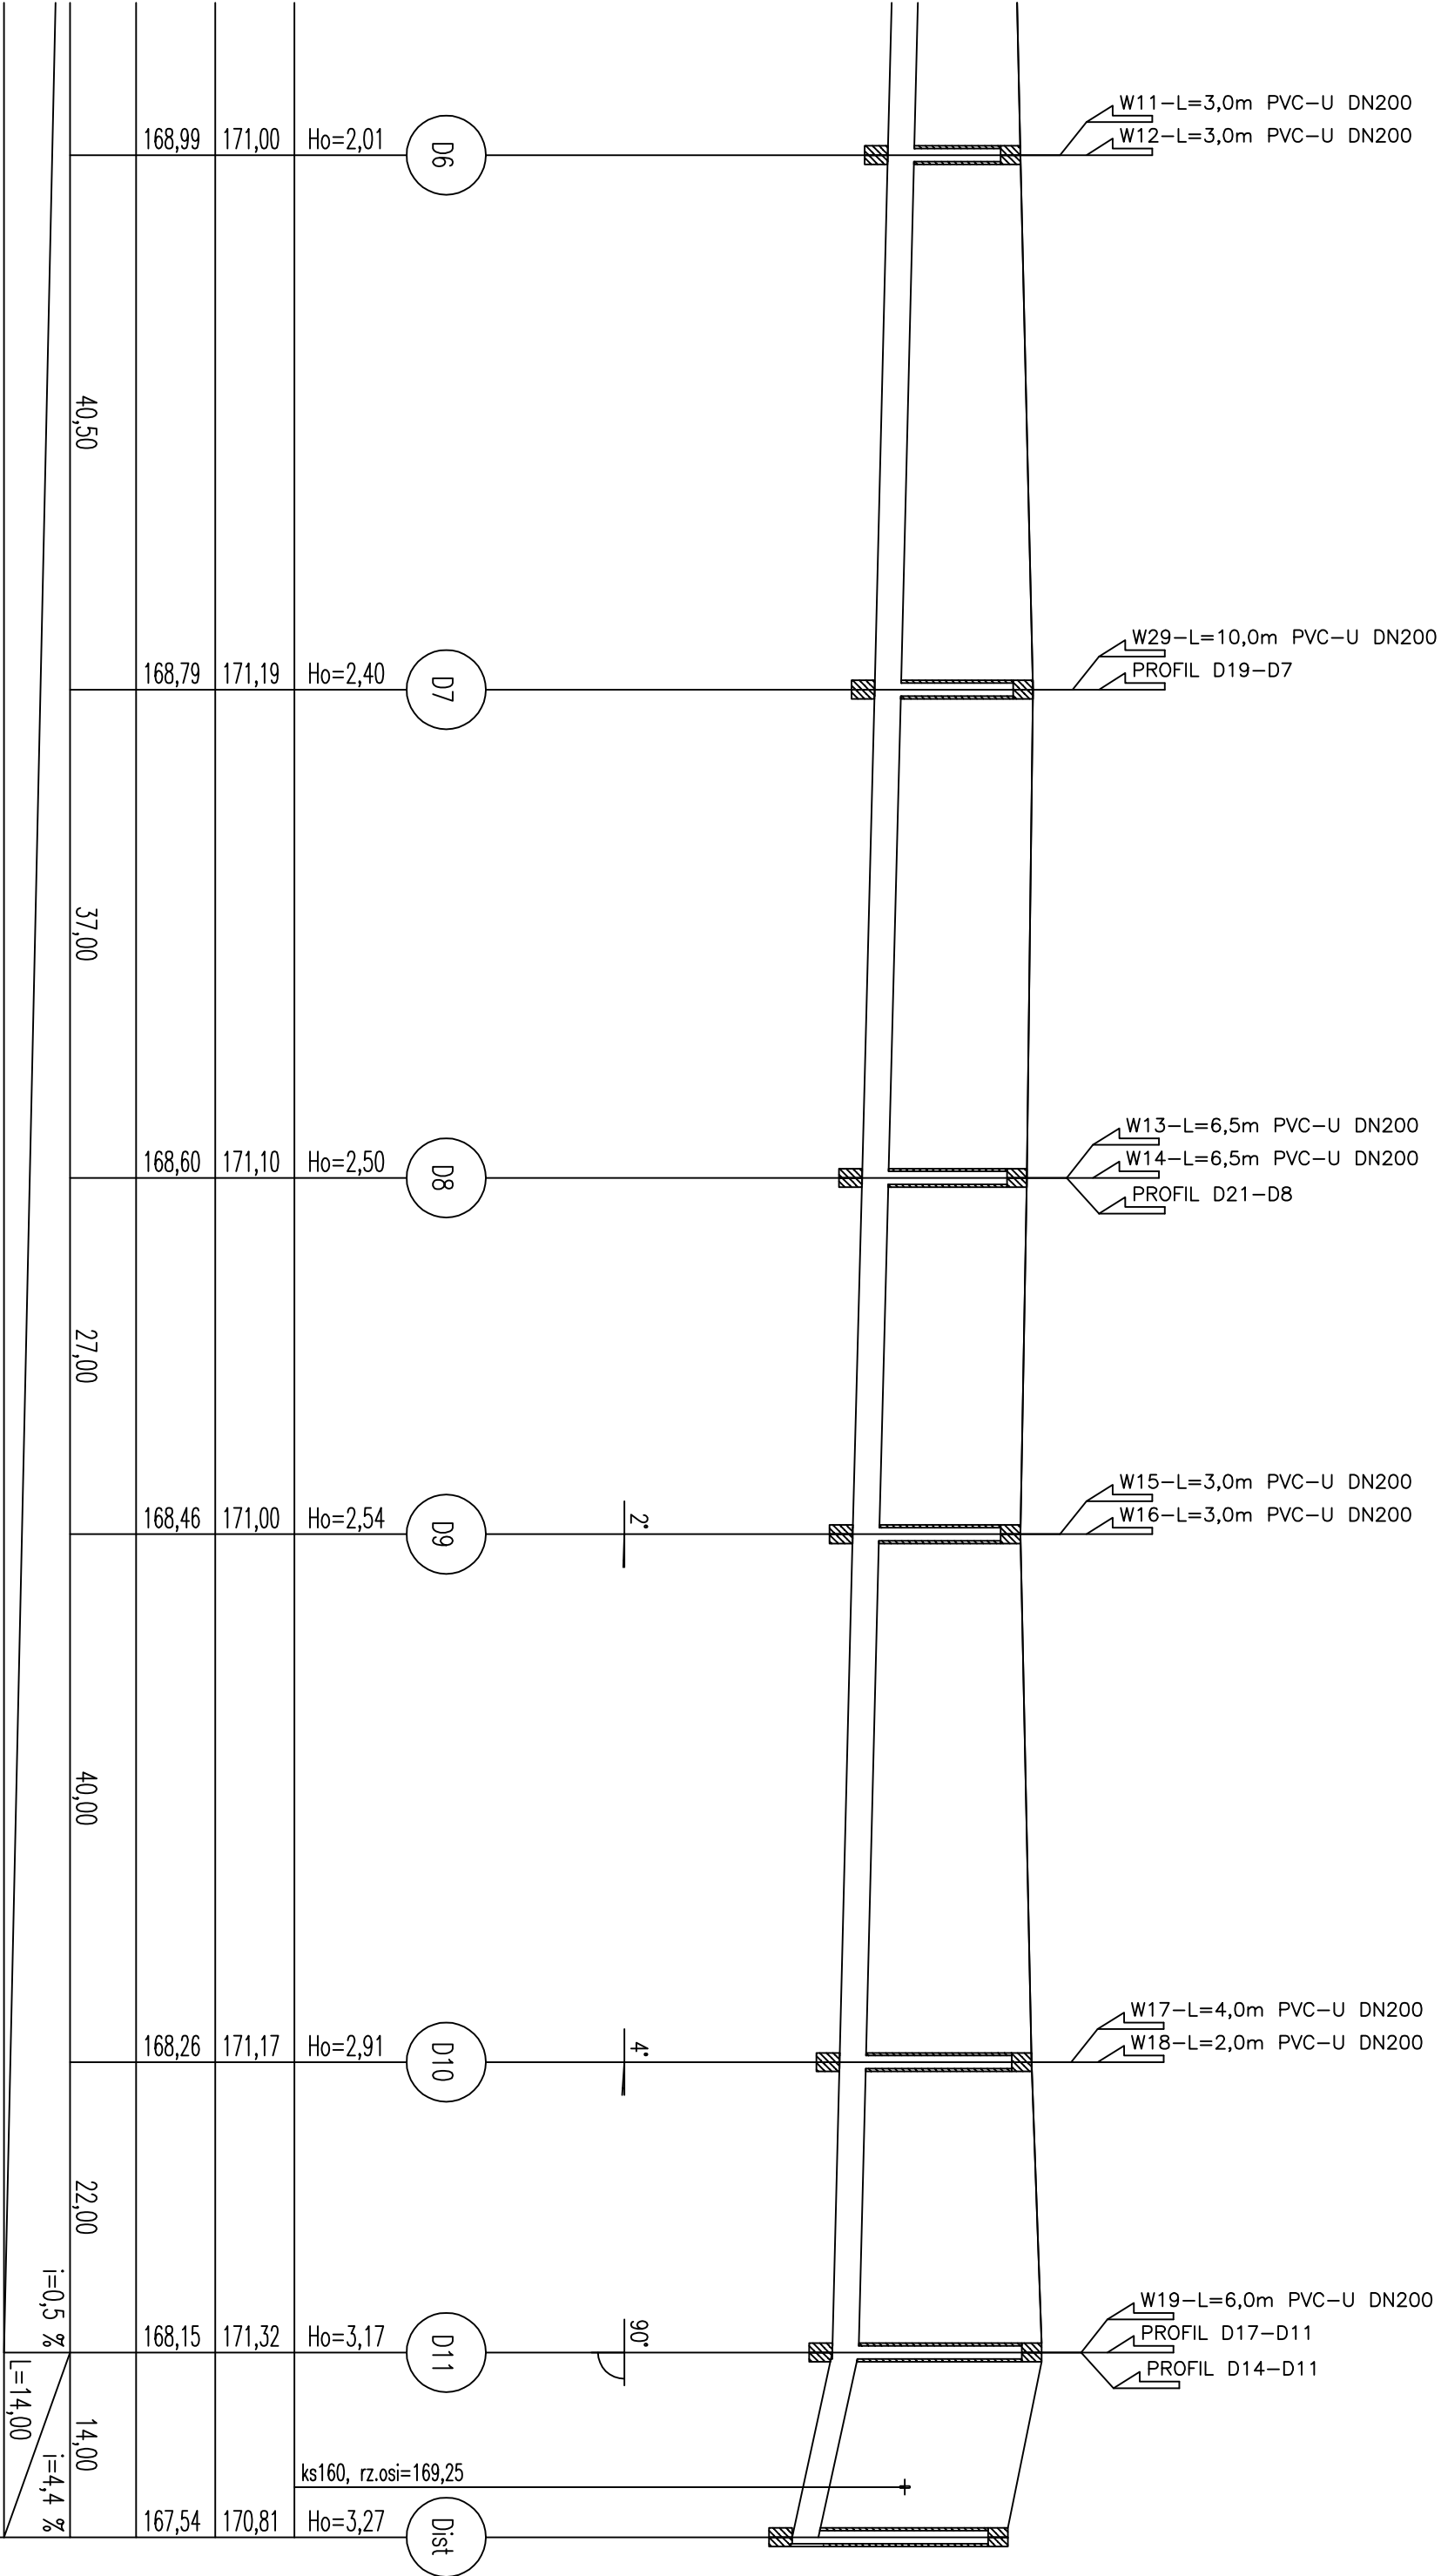 W11-L=3,0m PVC-U DN200
168,99 171,00 Ho=2,01 D6 W12-L=3,0m PVC-U DN200
40,50
W29-L=10,0m PVC-U DN200
168,79 171,19 Ho=2,40 D7 PROFIL D19-D7
37,00
W13-L=6,5m PVC-U DN200
168,60 171,10 Ho=2,50 D8 W14-L=6,5m PVC-U DN200
PROFIL D21-D8
27,00
W15-L=3,0m PVC-U DN200
168,46 171,00 Ho=2,54 D9 2° W16-L=3,0m PVC-U DN200
40,00
W17-L=4,0m PVC-U DN200
168,26 171,17 Ho=2,91 D10 4° W18-L=2,0m PVC-U DN200
22,00
i=0,5 %
W19-L=6,0m PVC-U DN200
168,15 171,32 Ho=3,17 D11 90° PROFIL D17-D11
PROFIL D14-D11
L=14,00
14,00
i=4,4 %
ks160, rz.osi=169,25
167,54 170,81 Ho=3,27 Dist